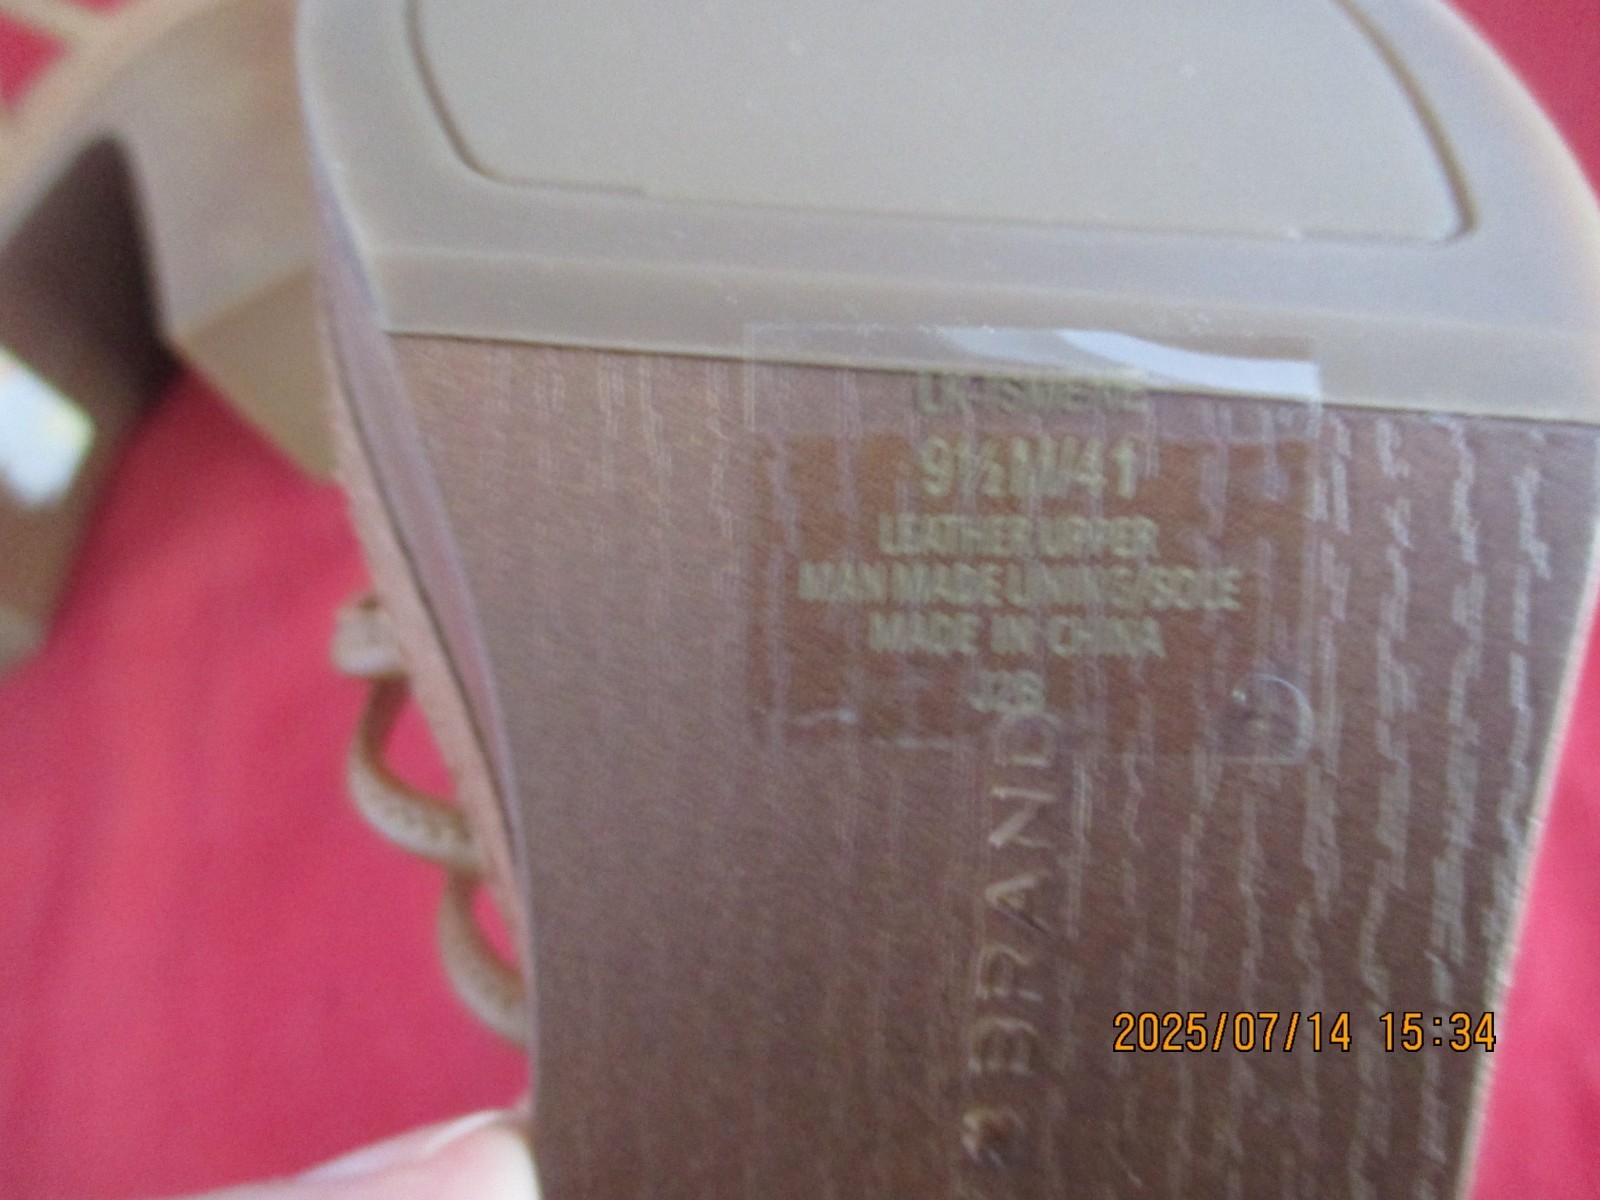 9½M/41
LEATHER UPPER
MAN MADE LINING/SOLE
MADE IN CHINA
BRAND
2025/07/14 15:34